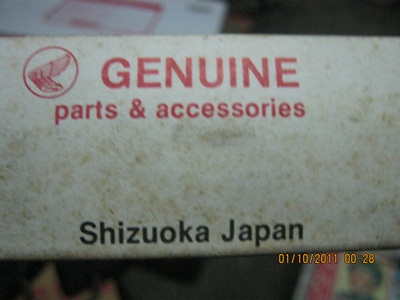 GENUINE
parts & accessories
Shizuoka Japan
01/10/2011 00:28